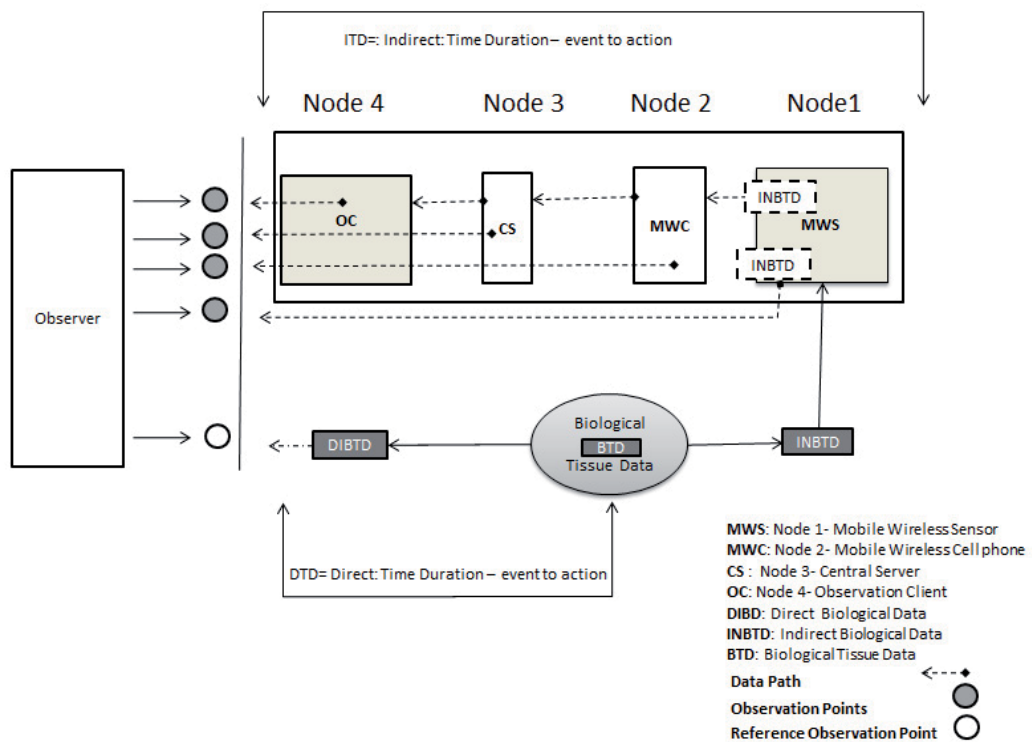 ITD=: Indirect: Time Duration – event to action
Node 4
Node 3
Node 2
Node1
INBTD
OC
CS
MWC
MWS
INBTD
Observer
Biological
DIBTD
BTD
INBTD
Tissue Data
DTD= Direct: Time Duration – event to action
MWS: Node 1- Mobile Wireless Sensor
MWC: Node 2- Mobile Wireless Cell phone
CS : Node 3- Central Server
OC: Node 4- Observation Client
DIBD: Direct Biological Data
INBTD: Indirect Biological Data
BTD: Biological Tissue Data
Data Path
Observation Points
Reference Observation Point